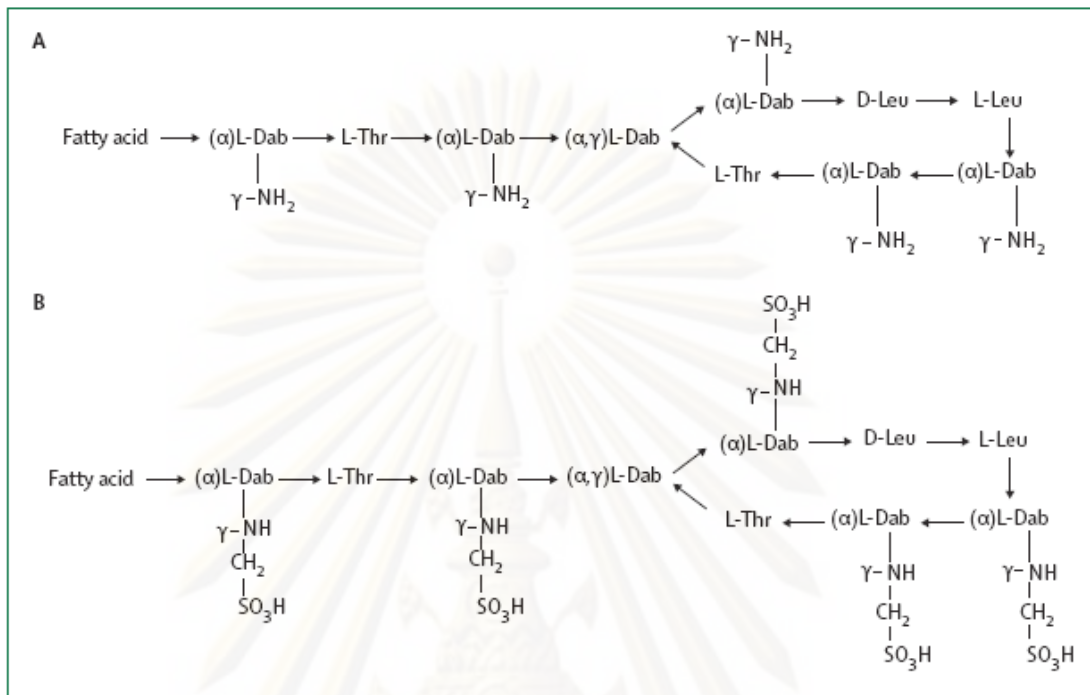 A
γ-NH₂
(α)L-Dab → D-Leu → L-Leu
Fatty acid → (α)L-Dab → L-Thr → (α)L-Dab → (α,γ)L-Dab
L-Thr ← (α)L-Dab ← (α)L-Dab
γ-NH₂ γ-NH₂
γ-NH₂ γ-NH₂
B
SO₃H
CH₂
γ-NH
(α)L-Dab → D-Leu → L-Leu
Fatty acid → (α)L-Dab → L-Thr → (α)L-Dab → (α,γ)L-Dab
L-Thr ← (α)L-Dab ← (α)L-Dab
γ-NH γ-NH
CH₂ CH₂
SO₃H SO₃H
γ-NH γ-NH
CH₂ CH₂
SO₃H SO₃H